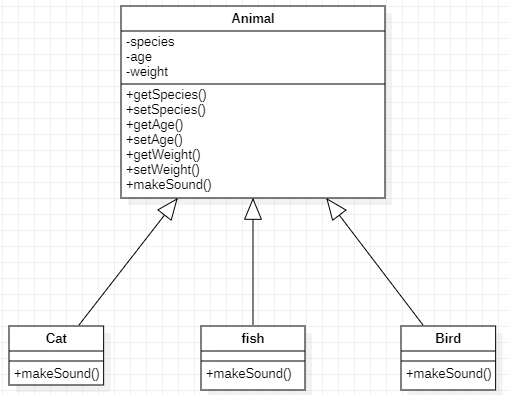 Animal
-species
-age
-weight
+getSpecies()
+setSpecies()
+getAge()
+setAge()
+getWeight()
+setWeight()
+makeSound()
Cat
+makeSound()
fish
+makeSound()
Bird
+makeSound()